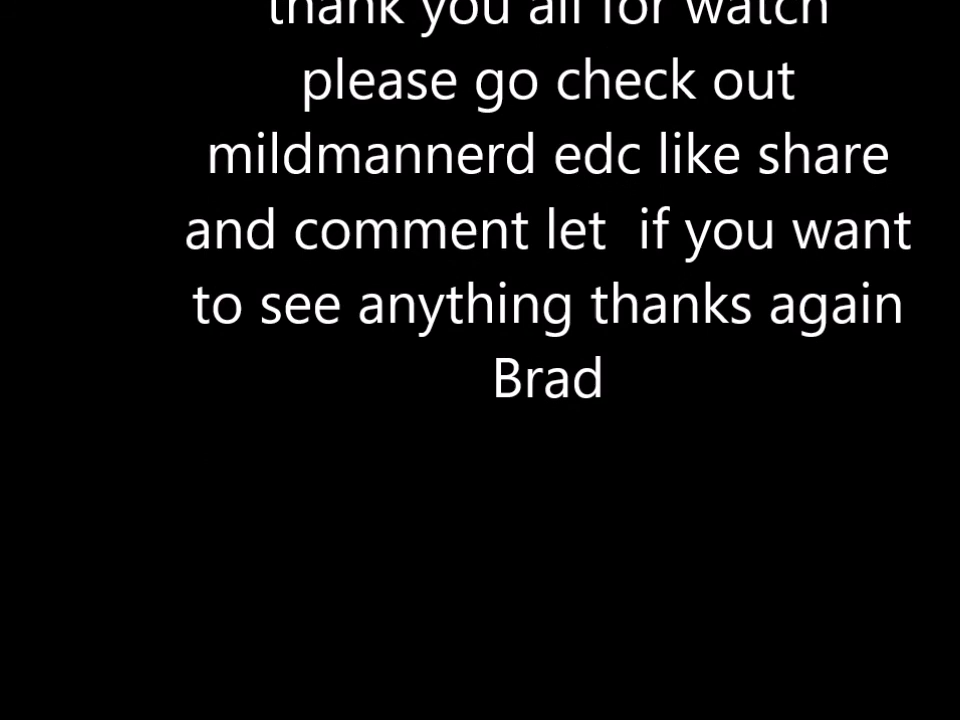 thank you all for watch
please go check out
mildmannerd edc like share
and comment let  if you want
to see anything thanks again
Brad